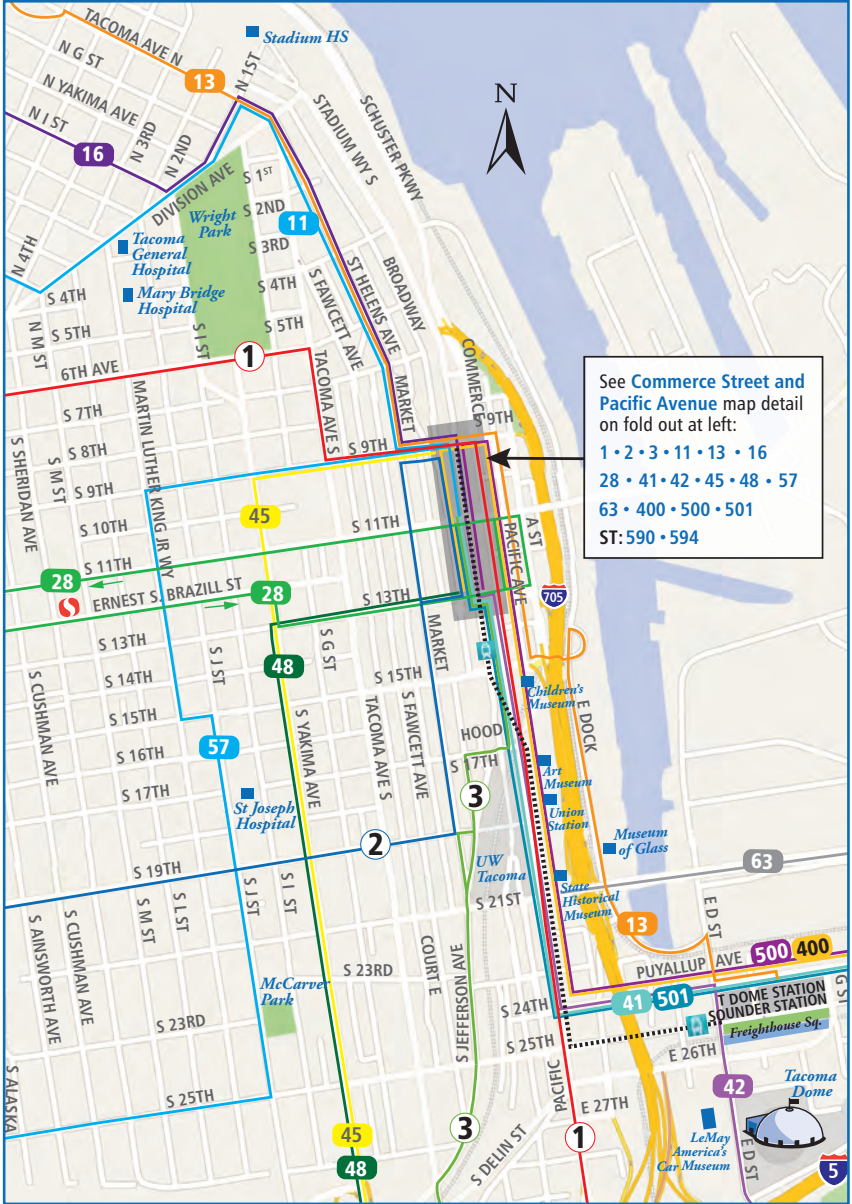 TACOMA AVE N
Stadium HS
N G ST
13
N 1ST
N YAKIMA AVE
N I ST
N 3RD
N 2ND
16
STADIUM WY S
SCHUSTER PKWY
N
DIVISION AVE
S 1ST
Wright
Park
S 2ND
11
N 4TH
Tacoma
General
Hospital
S 3RD
ST HELENS AVE
BROADWAY
S 4TH
Mary Bridge
Hospital
S 4TH
S FAWCETT AVE
N M ST
S 5TH
S I ST
S 5TH
6TH AVE
1
TACOMA AVE S
MARKET
COMMERCE
S 9TH
See Commerce Street and
Pacific Avenue map detail
on fold out at left:
1 • 2 • 3 • 11 • 13 • 16
28 • 41 • 42 • 45 • 48 • 57
63 • 400 • 500 • 501
ST: 590 • 594
MARTIN LUTHER KING JR WY
S 7TH
S 8TH
S 9TH
S SHERIDAN AVE
S M ST
S 9TH
45
S 10TH
S 11TH
S 11TH
PACIFIC AVE
A ST
28
ERNEST S. BRAZILL ST
28
S 13TH
705
S 13TH
S J ST
S G ST
MARKET
48
S 14TH
S 15TH
S CUSHMAN AVE
S 15TH
S YAKIMA AVE
TACOMA AVE S
S FAWCETT AVE
Children's
Museum
E DOCK
HOOD
57
S 16TH
S 17TH
S 17TH
3
Art
Museum
St Joseph
Hospital
Union
Station
2
Museum
of Glass
S 19TH
UW
Tacoma
63
State
Historical
Museum
S 21ST
S J ST
S I ST
S L ST
S M ST
S CUSHMAN AVE
S AINSWORTH AVE
13
E D ST
COURT E
S JEFFERSON AVE
S 23RD
PUYALLUP AVE
500
400
McCarver
Park
41
501
G ST
S 24TH
T DOME STATION
SOUNDER STATION
S 23RD
Freighthouse Sq.
S 25TH
E 26TH
S ALASKA
S 25TH
PACIFIC
42
Tacoma
Dome
E 27TH
3
1
45
48
S DELIN ST
LeMay
America's
Car Museum
E D ST
5